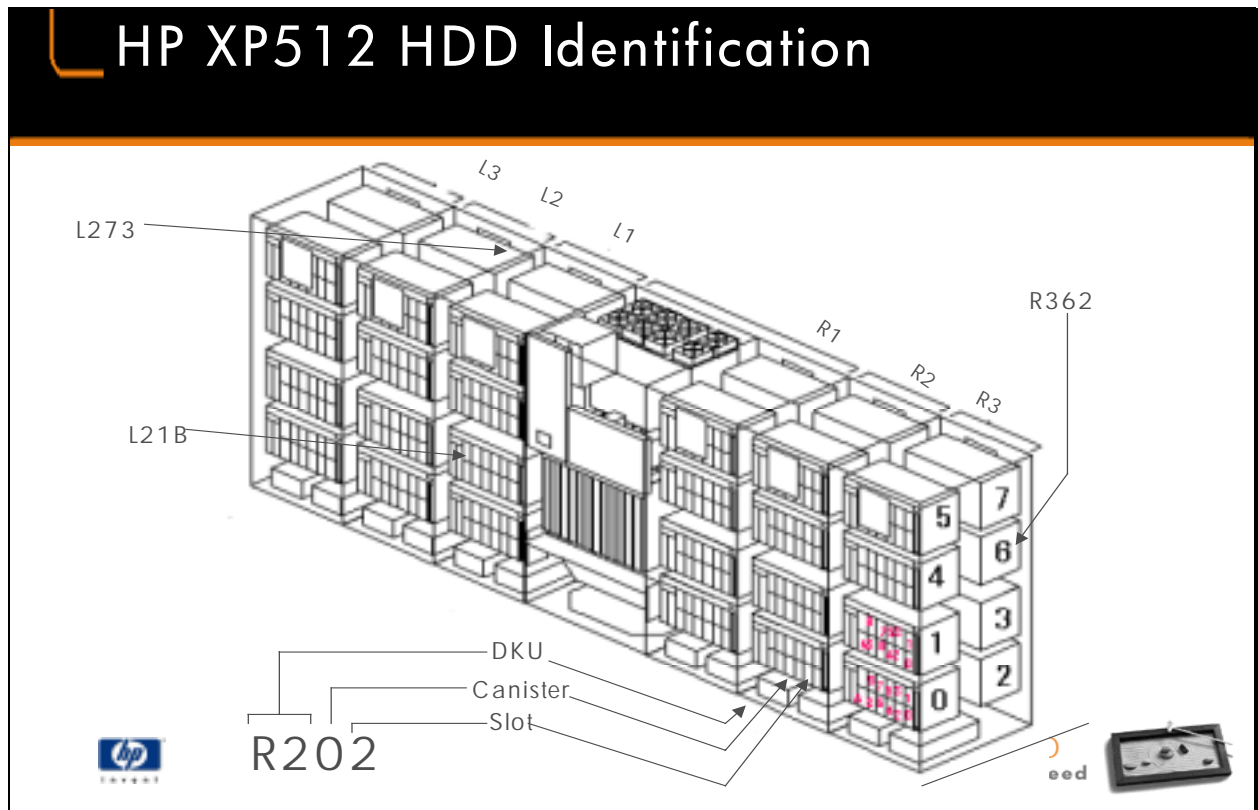 HP XP512 HDD Identification
L3
L2
L1
L273
R362
R1
R2
R3
L21B
5
7
4
6
1
3
0
2
DKU
Canister
Slot
R202
hp
invent
eed